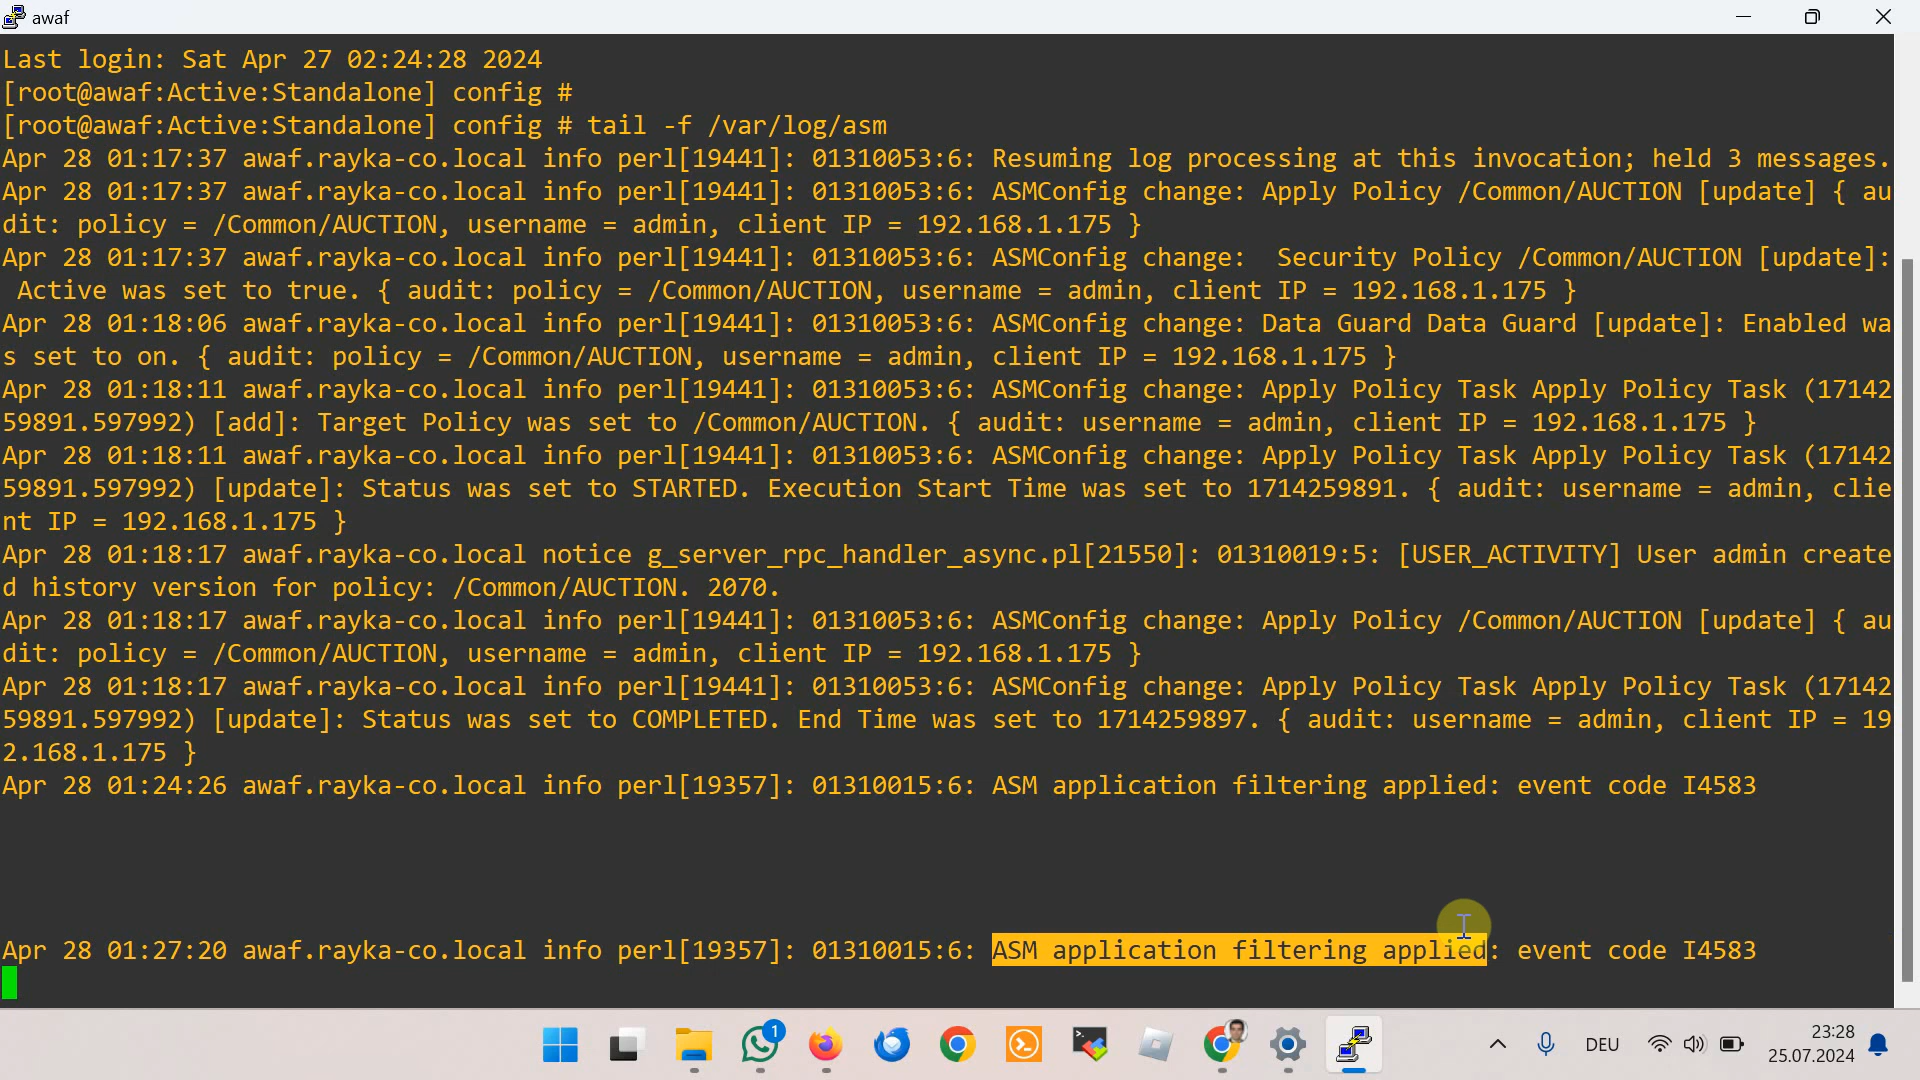 awaf
Last login: Sat Apr 27 02:24:28 2024
[root@awaf:Active:Standalone] config #
[root@awaf:Active:Standalone] config # tail -f /var/log/asm
Apr 28 01:17:37 awaf.rayka-co.local info perl[19441]: 01310053:6: Resuming log processing at this invocation; held 3 messages.
Apr 28 01:17:37 awaf.rayka-co.local info perl[19441]: 01310053:6: ASMConfig change: Apply Policy /Common/AUCTION [update] { au
dit: policy = /Common/AUCTION, username = admin, client IP = 192.168.1.175 }
Apr 28 01:17:37 awaf.rayka-co.local info perl[19441]: 01310053:6: ASMConfig change:  Security Policy /Common/AUCTION [update]:
 Active was set to true. { audit: policy = /Common/AUCTION, username = admin, client IP = 192.168.1.175 }
Apr 28 01:18:06 awaf.rayka-co.local info perl[19441]: 01310053:6: ASMConfig change: Data Guard Data Guard [update]: Enabled wa
s set to on. { audit: policy = /Common/AUCTION, username = admin, client IP = 192.168.1.175 }
Apr 28 01:18:11 awaf.rayka-co.local info perl[19441]: 01310053:6: ASMConfig change: Apply Policy Task Apply Policy Task (17142
59891.597992) [add]: Target Policy was set to /Common/AUCTION. { audit: username = admin, client IP = 192.168.1.175 }
Apr 28 01:18:11 awaf.rayka-co.local info perl[19441]: 01310053:6: ASMConfig change: Apply Policy Task Apply Policy Task (17142
59891.597992) [update]: Status was set to STARTED. Execution Start Time was set to 1714259891. { audit: username = admin, clie
nt IP = 192.168.1.175 }
Apr 28 01:18:17 awaf.rayka-co.local notice g_server_rpc_handler_async.pl[21550]: 01310019:5: [USER_ACTIVITY] User admin create
d history version for policy: /Common/AUCTION. 2070.
Apr 28 01:18:17 awaf.rayka-co.local info perl[19441]: 01310053:6: ASMConfig change: Apply Policy /Common/AUCTION [update] { au
dit: policy = /Common/AUCTION, username = admin, client IP = 192.168.1.175 }
Apr 28 01:18:17 awaf.rayka-co.local info perl[19441]: 01310053:6: ASMConfig change: Apply Policy Task Apply Policy Task (17142
59891.597992) [update]: Status was set to COMPLETED. End Time was set to 1714259897. { audit: username = admin, client IP = 19
2.168.1.175 }
Apr 28 01:24:26 awaf.rayka-co.local info perl[19357]: 01310015:6: ASM application filtering applied: event code I4583
Apr 28 01:27:20 awaf.rayka-co.local info perl[19357]: 01310015:6: ASM application filtering applied: event code I4583
1
DEU
23:28
25.07.2024